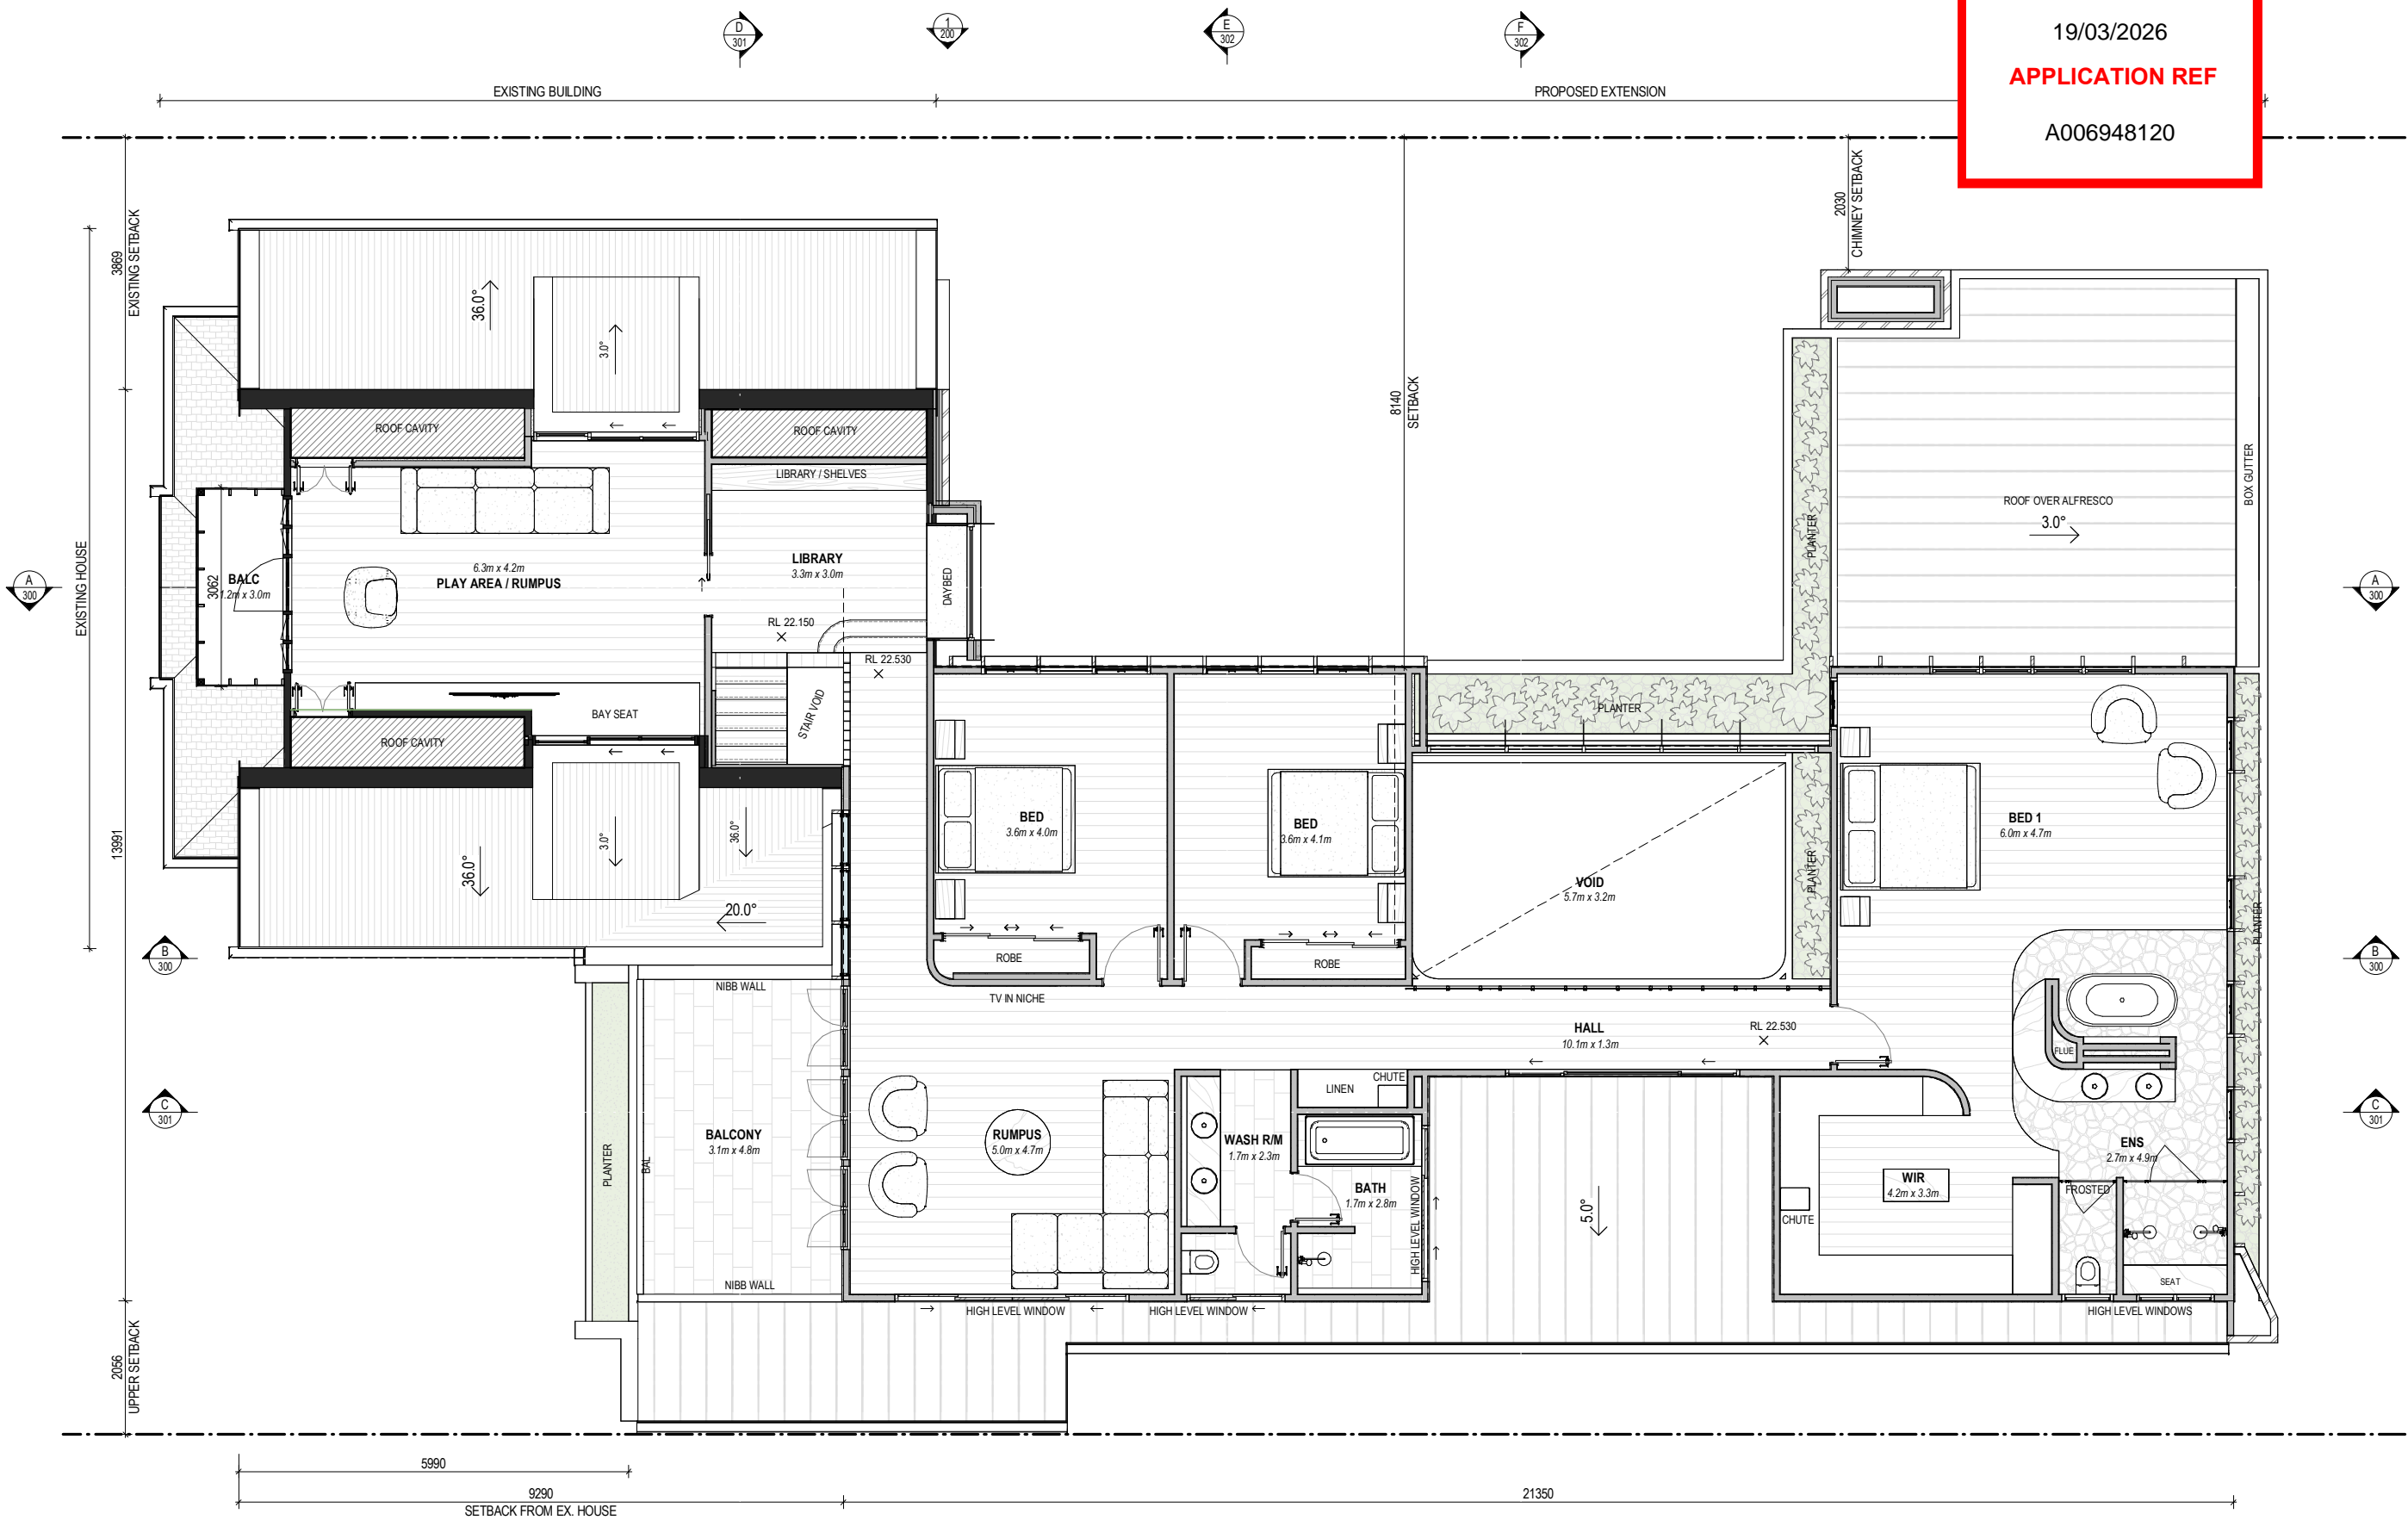 19/03/2026
APPLICATION REF
A006948120
D
301
1
200
E
302
F
302
EXISTING BUILDING
PROPOSED EXTENSION
3869
EXISTING SETBACK
2030
CHIMNEY SETBACK
8140
SETBACK
36.0°
3.0°
EXISTING HOUSE
ROOF CAVITY
ROOF CAVITY
LIBRARY / SHELVES
BOX GUTTER
ROOF OVER ALFRESCO
3.0°
PLANTER
A
300
BALC
1.2m x 3.0m
3062
6.3m x 4.2m
PLAY AREA / RUMPUS
LIBRARY
3.3m x 3.0m
DAYBED
A
300
RL 22.150
RL 22.530
STAIR VOID
BAY SEAT
ROOF CAVITY
PLANTER
13991
36.0°
3.0°
36.0°
20.0°
BED
3.6m x 4.0m
BED
3.6m x 4.1m
VOID
5.7m x 3.2m
PLANTER
BED 1
6.0m x 4.7m
PLANTER
B
300
ROBE
ROBE
B
300
NIBB WALL
TV IN NICHE
HALL
10.1m x 1.3m
RL 22.530
FLUE
C
301
LINEN
CHUTE
C
301
PLANTER
BAL
BALCONY
3.1m x 4.8m
RUMPUS
5.0m x 4.7m
WASH R/M
1.7m x 2.3m
BATH
1.7m x 2.8m
HIGH LEVEL WINDOW
5.0°
CHUTE
WIR
4.2m x 3.3m
ENS
2.7m x 4.9m
FROSTED
SEAT
NIBB WALL
HIGH LEVEL WINDOW
HIGH LEVEL WINDOW
HIGH LEVEL WINDOWS
2056
UPPER SETBACK
5990
9290
SETBACK FROM EX. HOUSE
21350